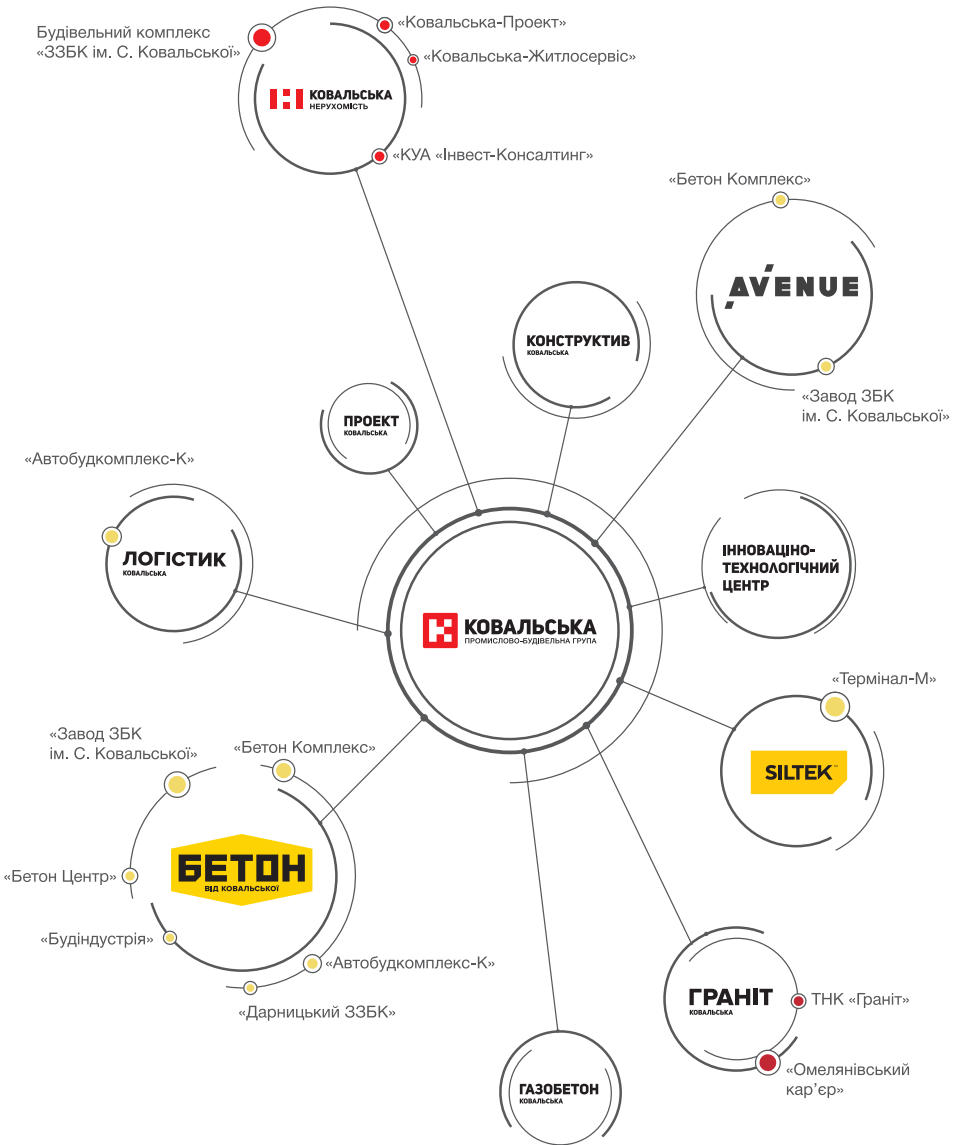 Будівельний комплекс
«ЗЗБК ім. С. Ковальської»
«Ковальська-Проект»
«Ковальська-Житлосервіс»
КОВАЛЬСЬКА
НЕРУХОМІСТЬ
«КУА «Інвест-Консалтинг»
«Бетон Комплекс»
AVENUE
«Завод ЗБК
ім. С. Ковальської»
КОНСТРУКТИВ
КОВАЛЬСЬКА
ПРОЕКТ
КОВАЛЬСЬКА
«Автобудкомплекс-К»
ЛОГІСТИК
КОВАЛЬСЬКА
ІННОВАЦІНО-
ТЕХНОЛОГІЧНИЙ
ЦЕНТР
КОВАЛЬСЬКА
ПРОМИСЛОВО-БУДІВЕЛЬНА ГРУПА
«Термінал-М»
SILTEK™
«Завод ЗБК
ім. С. Ковальської»
«Бетон Комплекс»
БЕТОН
ВІД КОВАЛЬСЬКОЇ
«Бетон Центр»
«Будіндустрія»
«Автобудкомплекс-К»
«Дарницький ЗЗБК»
ГРАНІТ
КОВАЛЬСЬКА
ТНК «Граніт»
«Омелянівський
кар’єр»
ГАЗОБЕТОН
КОВАЛЬСЬКА